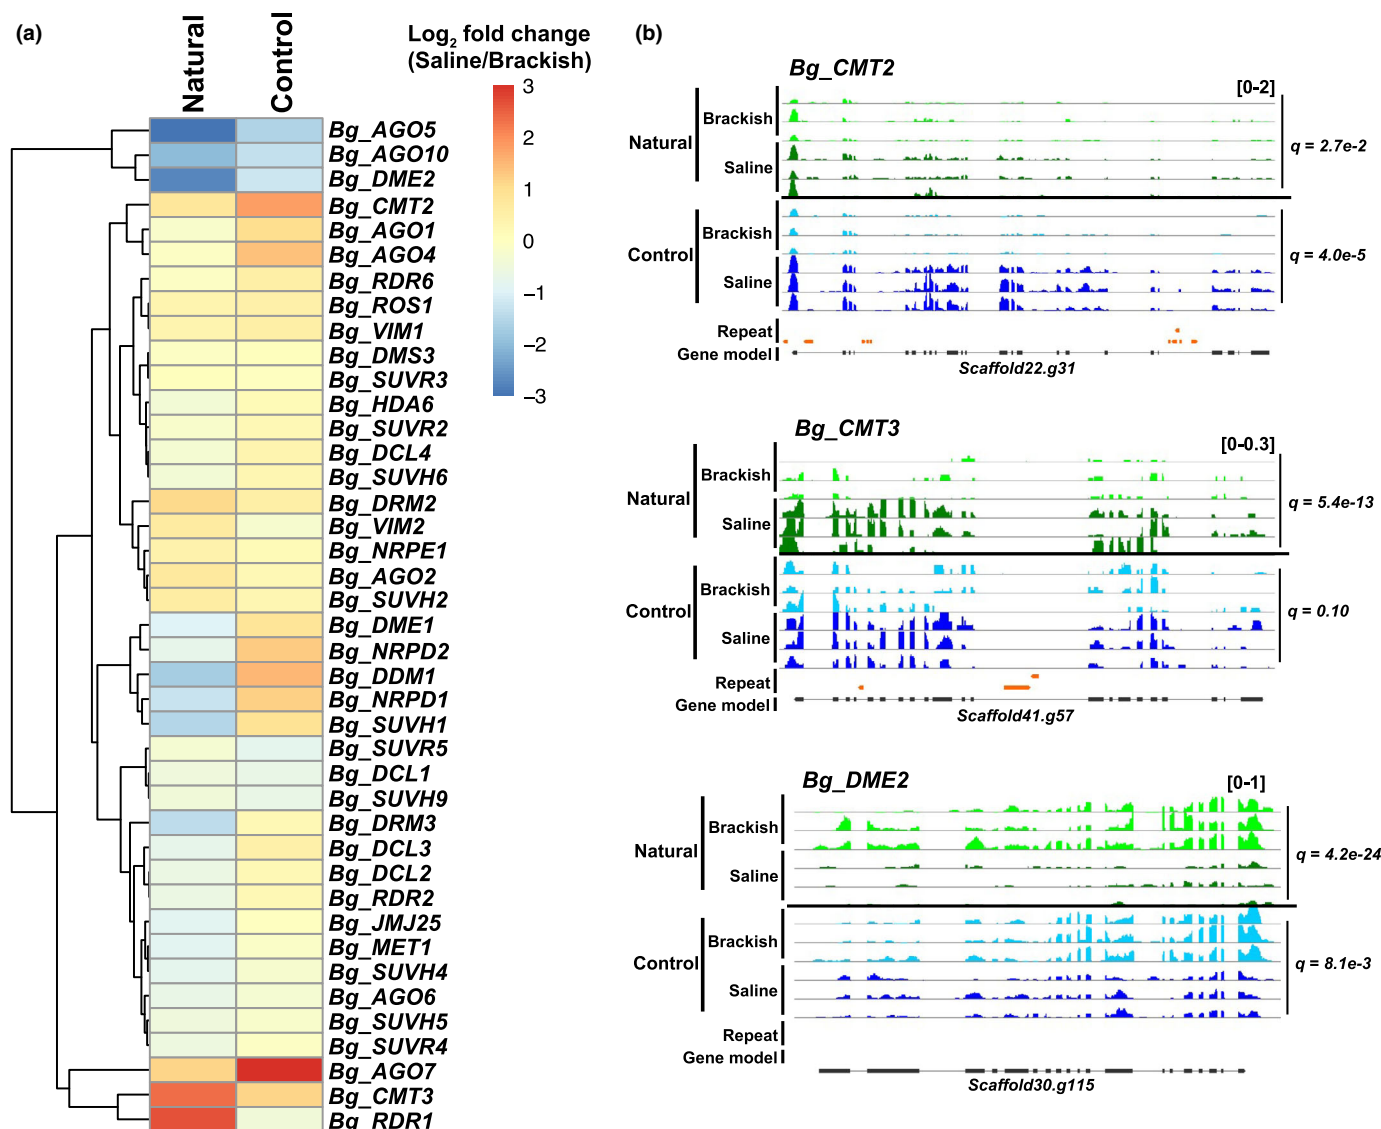 (a)
Natural
Control
Log2 fold change
(Saline/Brackish)
3
2
1
0
−1
−2
−3
Bg_AGO5
Bg_AGO10
Bg_DME2
Bg_CMT2
Bg_AGO1
Bg_AGO4
Bg_RDR6
Bg_ROS1
Bg_VIM1
Bg_DMS3
Bg_SUVR3
Bg_HDA6
Bg_SUVR2
Bg_DCL4
Bg_SUVH6
Bg_DRM2
Bg_VIM2
Bg_NRPE1
Bg_AGO2
Bg_SUVH2
Bg_DME1
Bg_NRPD2
Bg_DDM1
Bg_NRPD1
Bg_SUVH1
Bg_SUVR5
Bg_DCL1
Bg_SUVH9
Bg_DRM3
Bg_DCL3
Bg_DCL2
Bg_RDR2
Bg_JMJ25
Bg_MET1
Bg_SUVH4
Bg_AGO6
Bg_SUVH5
Bg_SUVR4
Bg_AGO7
Bg_CMT3
Bg_RDR1
(b)
Bg_CMT2
[0-2]
Natural
Brackish
Saline
q = 2.7e-2
Control
Brackish
Saline
q = 4.0e-5
Repeat
Gene model
Scaffold22.g31
Bg_CMT3
[0-0.3]
Natural
Brackish
Saline
q = 5.4e-13
Control
Brackish
Saline
q = 0.10
Repeat
Gene model
Scaffold41.g57
Bg_DME2
[0-1]
Natural
Brackish
Saline
q = 4.2e-24
Control
Brackish
Saline
q = 8.1e-3
Repeat
Gene model
Scaffold30.g115